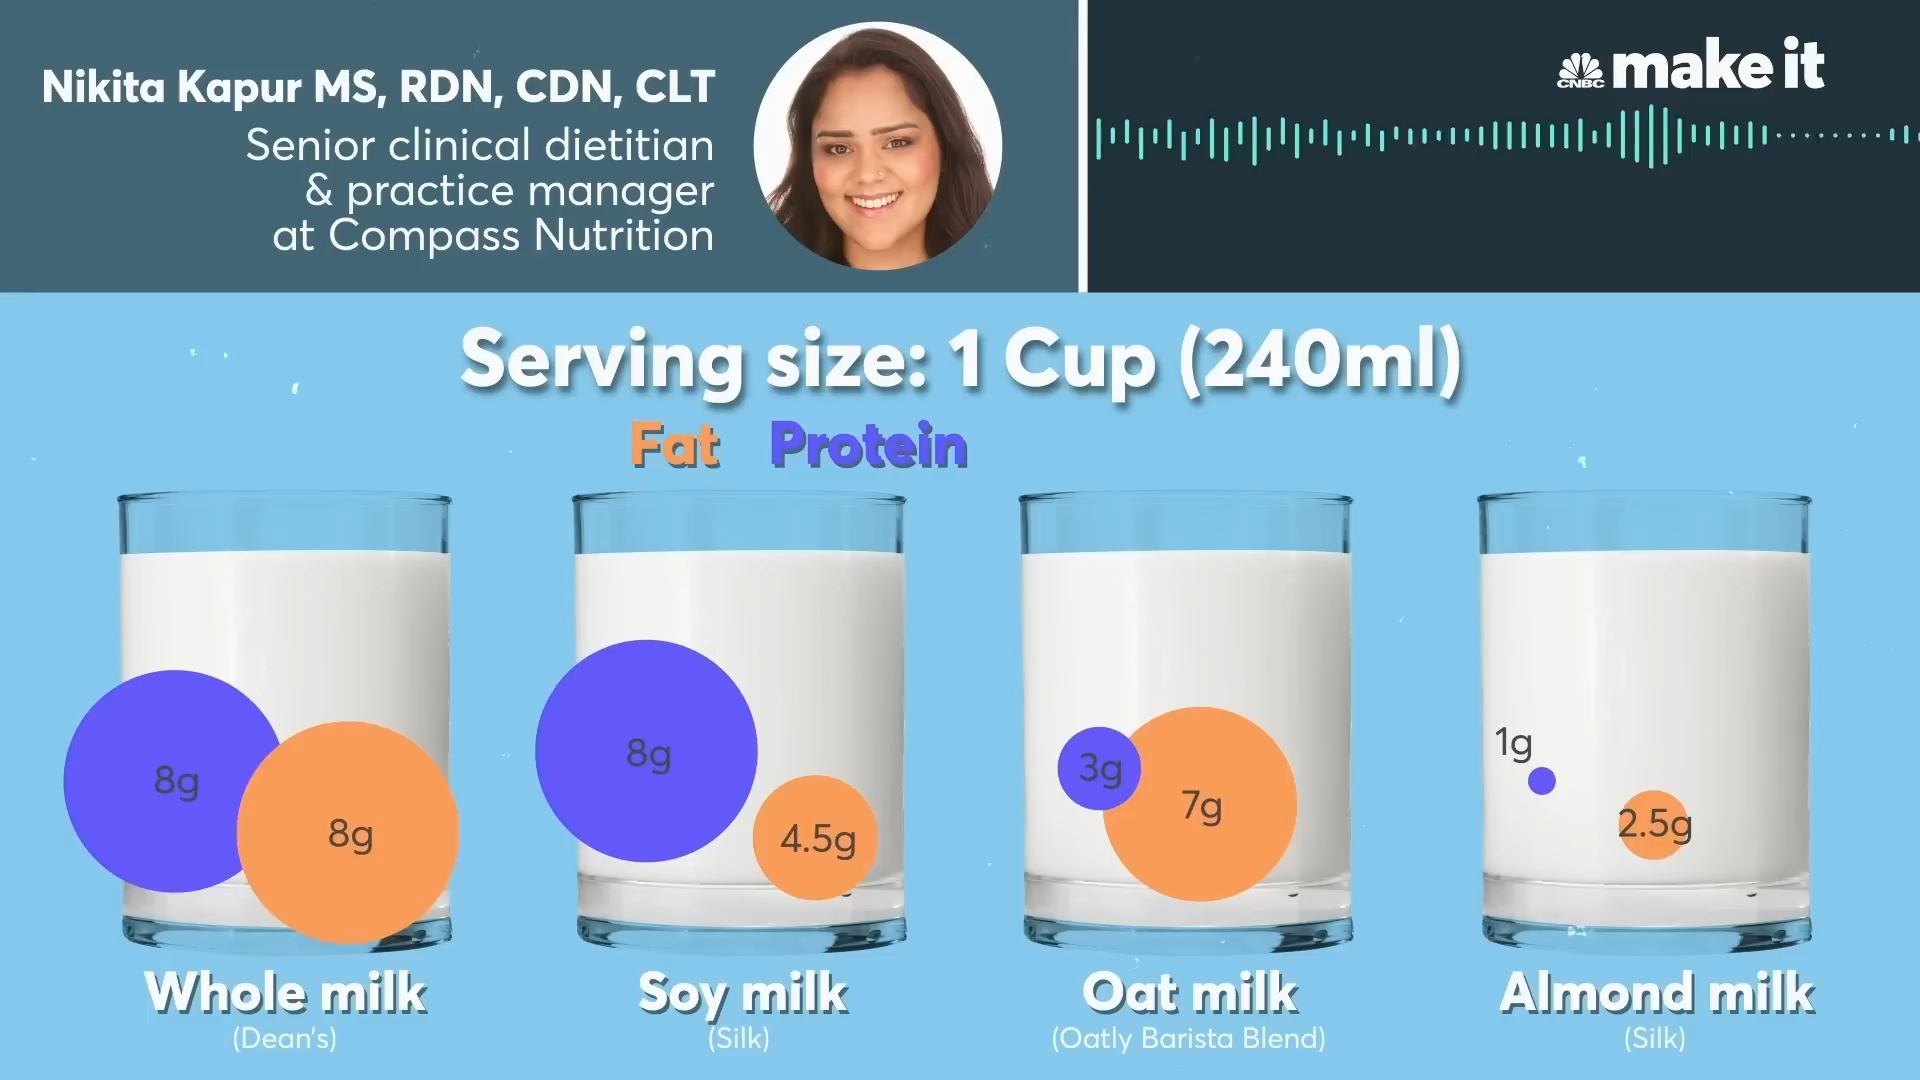 Nikita Kapur MS, RDN, CDN, CLT
Senior clinical dietitian
& practice manager
at Compass Nutrition
CNBC make it
Serving size: 1 Cup (240ml)
Fat Protein
8g
8g
8g
4.5g
3g
7g
1g
2.5g
Whole milk
(Dean's)
Soy milk
(Silk)
Oat milk
(Oatly Barista Blend)
Almond milk
(Silk)